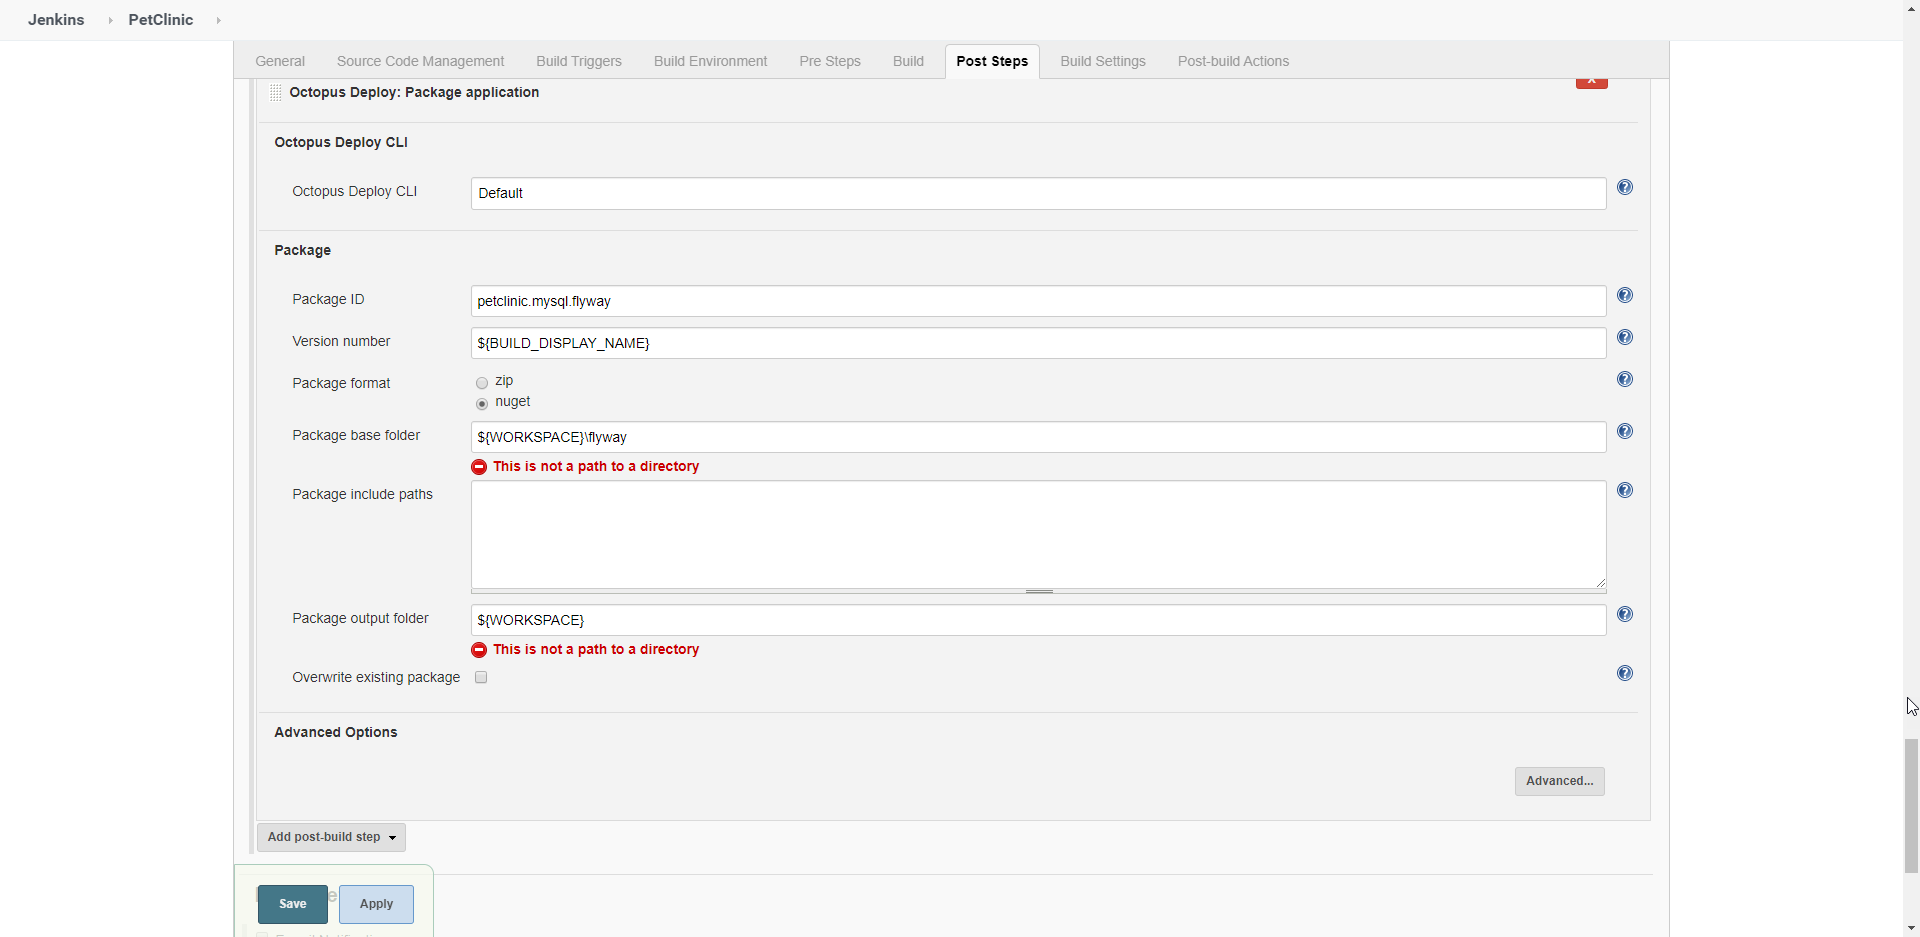 Jenkins PetClinic
General Source Code Management Build Triggers Build Environment Pre Steps Build Post Steps Build Settings Post-build Actions
Octopus Deploy: Package application
X
Octopus Deploy CLI
Octopus Deploy CLI Default
Package
Package ID petclinic.mysql.flyway
Version number ${BUILD_DISPLAY_NAME}
Package format zip
nuget
Package base folder ${WORKSPACE}\flyway
This is not a path to a directory
Package include paths
Package output folder ${WORKSPACE}
This is not a path to a directory
Overwrite existing package
Advanced Options
Advanced...
Add post-build step
Save Apply